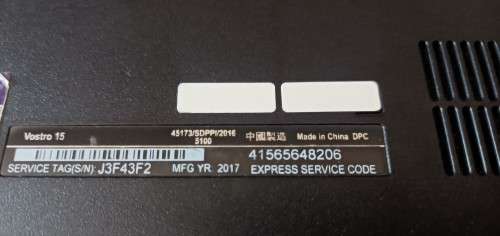 Vostro 15 45173/SDPPI/2016 中國製造 Made in China DPC
5100
41565648206
SERVICE TAG(S/N): J3F43F2 MFG YR 2017 EXPRESS SERVICE CODE